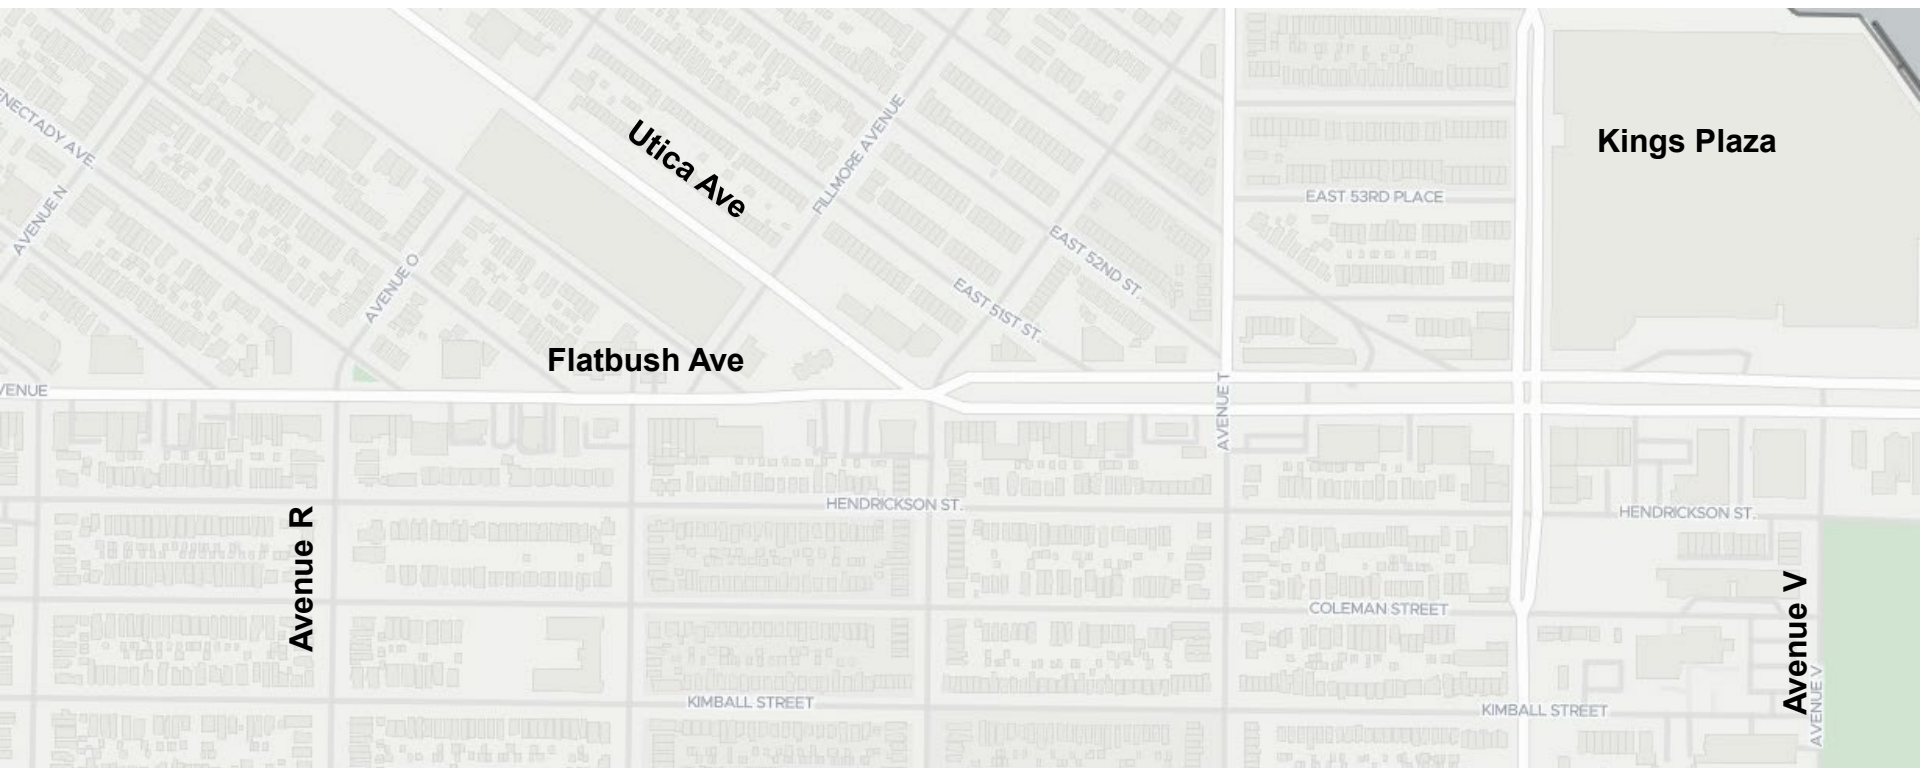 Kings Plaza
ENECTADY AVE.
Utica Ave
FILLMORE AVENUE
EAST 53RD PLACE
AVENUE N
EAST 52ND ST.
AVENUE O
EAST 51ST ST.
Flatbush Ave
VENUE
AVENUE T
HENDRICKSON ST.
HENDRICKSON ST.
Avenue R
COLEMAN STREET
Avenue V
KIMBALL STREET
KIMBALL STREET
AVENUE V